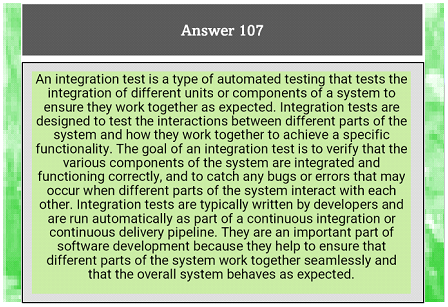 Answer 107
An integration test is a type of automated testing that tests the
integration of different units or components of a system to
ensure they work together as expected. Integration tests are
designed to test the interactions between different parts of the
system and how they work together to achieve a specific
functionality. The goal of an integration test is to verify that the
various components of the system are integrated and
functioning correctly, and to catch any bugs or errors that may
occur when different parts of the system interact with each
other. Integration tests are typically written by developers and
are run automatically as part of a continuous integration or
continuous delivery pipeline. They are an important part of
software development because they help to ensure that
different parts of the system work together seamlessly and
that the overall system behaves as expected.